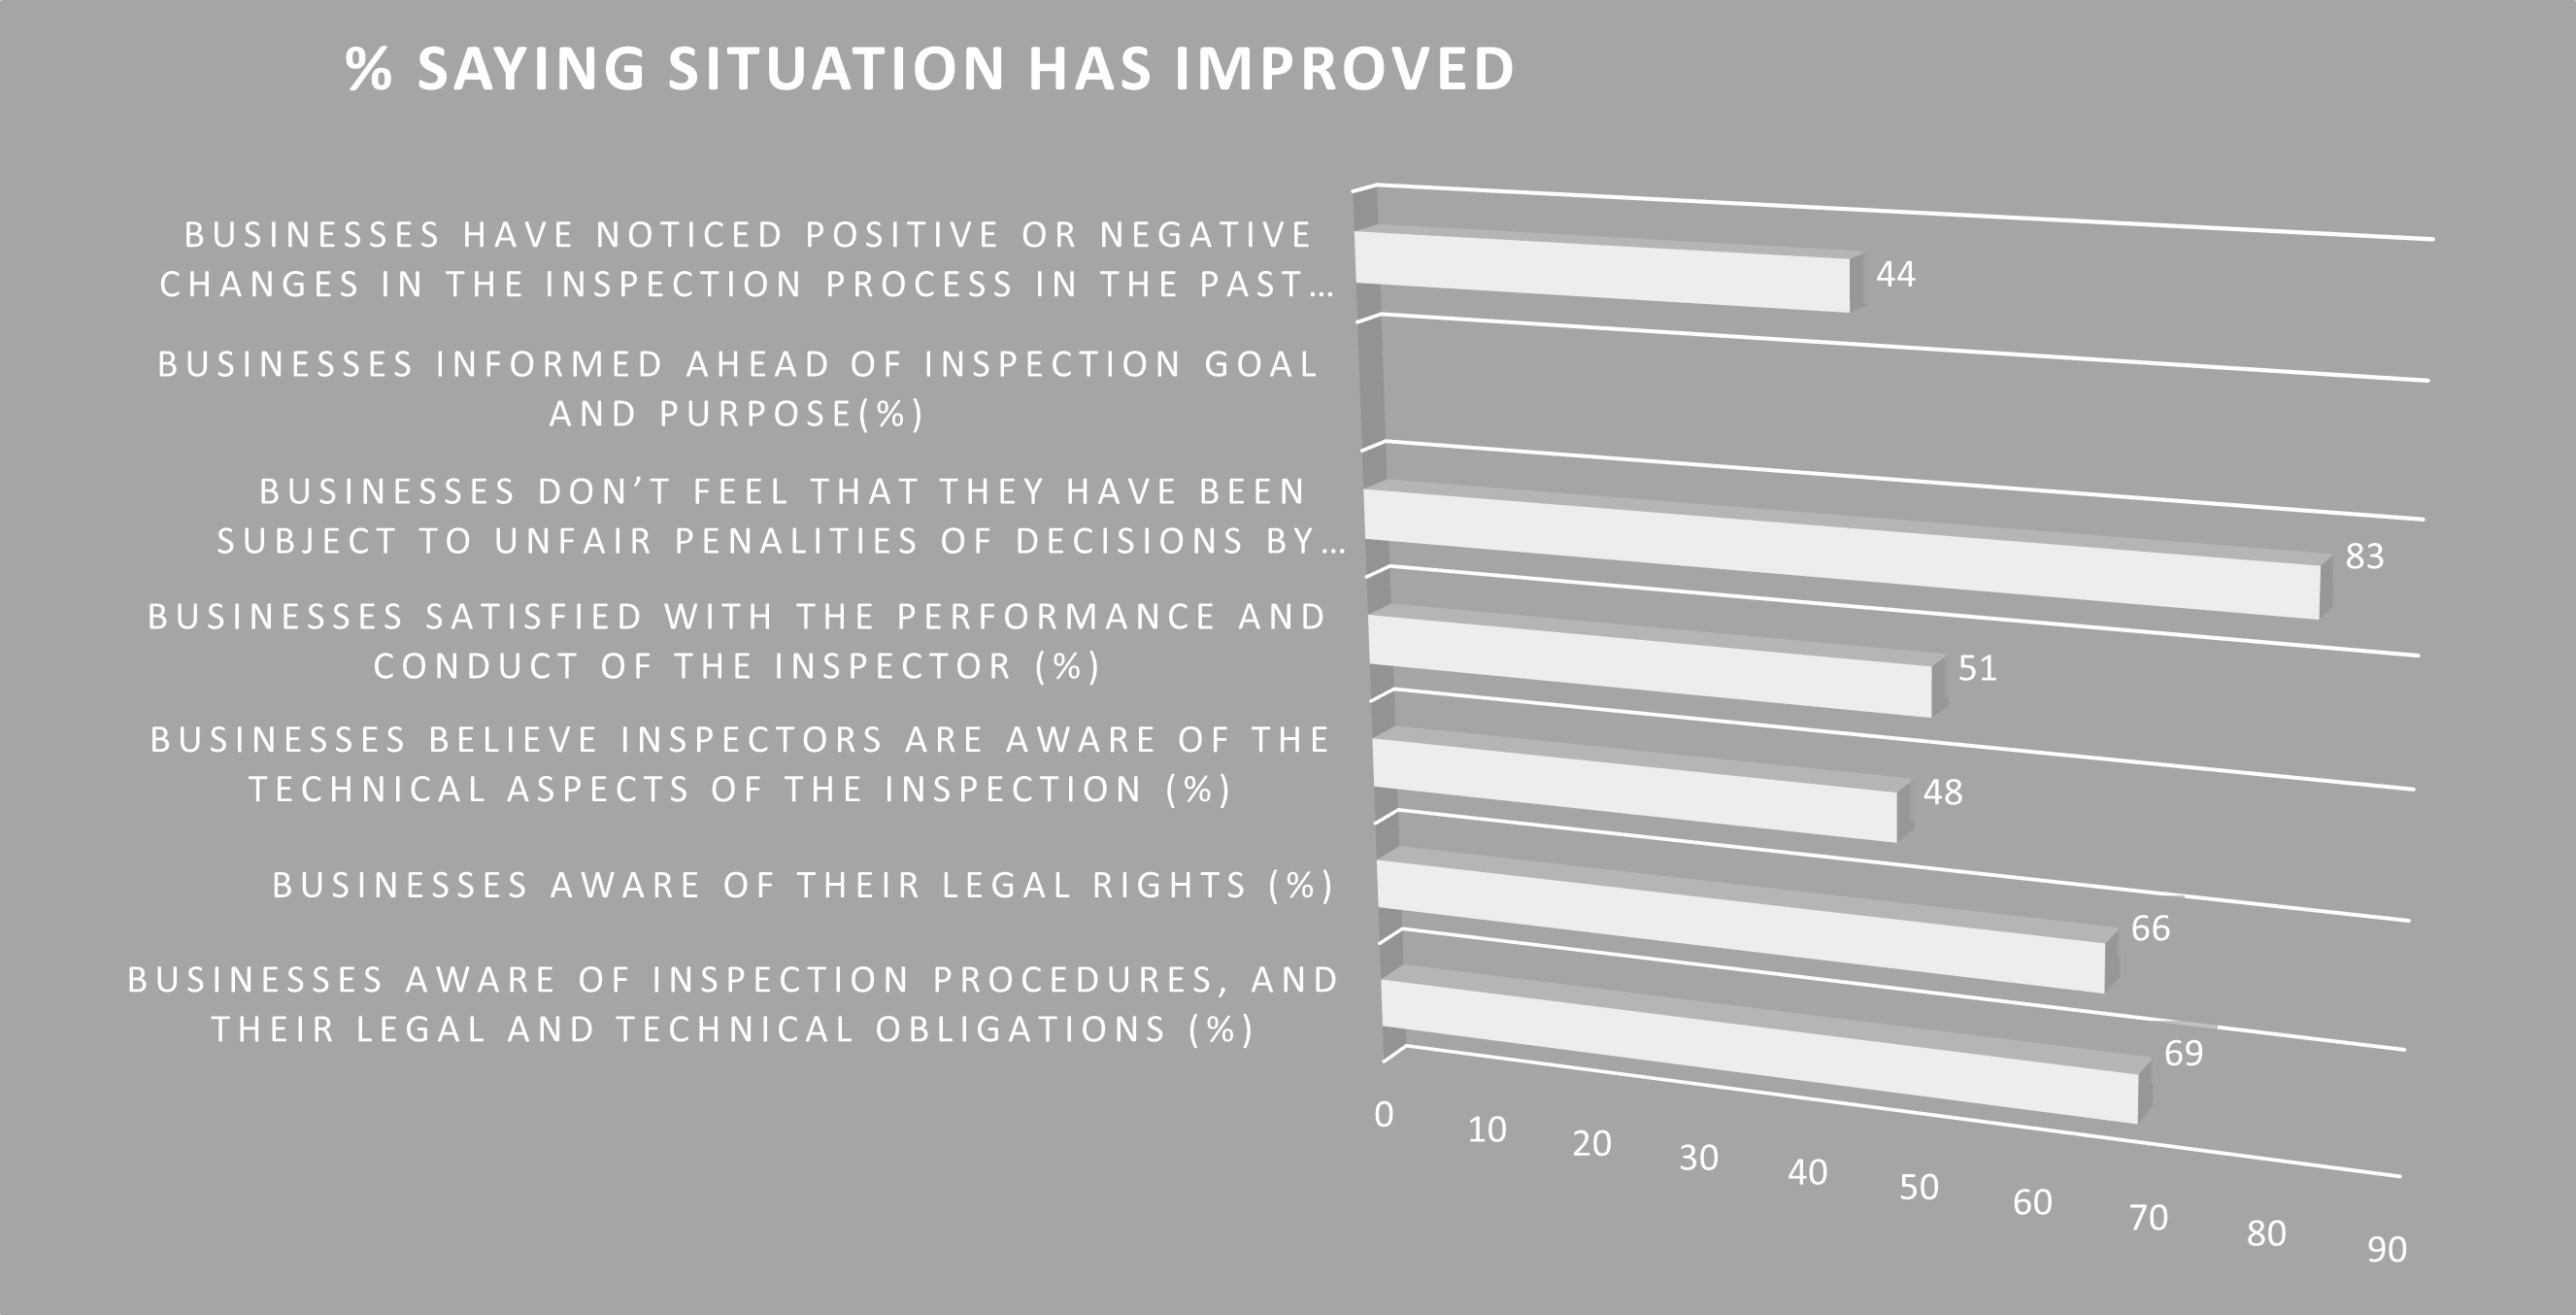 % SAYING SITUATION HAS IMPROVED
BUSINESSES HAVE NOTICED POSITIVE OR NEGATIVE
CHANGES IN THE INSPECTION PROCESS IN THE PAST…
44
BUSINESSES INFORMED AHEAD OF INSPECTION GOAL
AND PURPOSE(%)
BUSINESSES DON’T FEEL THAT THEY HAVE BEEN
SUBJECT TO UNFAIR PENALITIES OF DECISIONS BY…
83
BUSINESSES SATISFIED WITH THE PERFORMANCE AND
CONDUCT OF THE INSPECTOR (%)
51
BUSINESSES BELIEVE INSPECTORS ARE AWARE OF THE
TECHNICAL ASPECTS OF THE INSPECTION (%)
48
BUSINESSES AWARE OF THEIR LEGAL RIGHTS (%)
66
BUSINESSES AWARE OF INSPECTION PROCEDURES, AND
THEIR LEGAL AND TECHNICAL OBLIGATIONS (%)
69
0 10 20 30 40 50 60 70 80 90